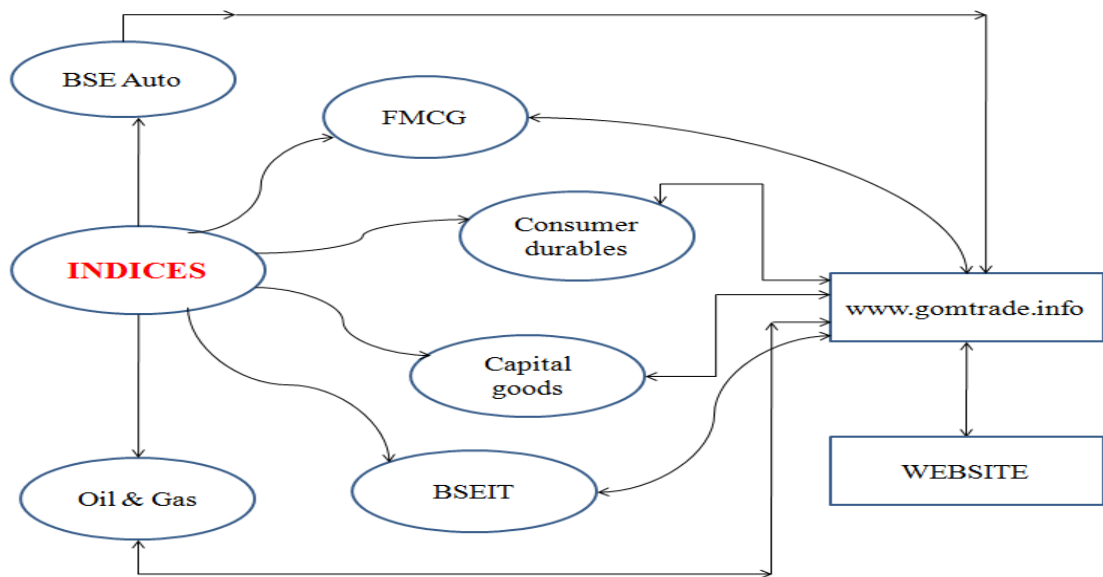 BSE Auto
FMCG
Consumer
durables
INDICES
www.gomtrade.info
Capital
goods
WEBSITE
Oil & Gas
BSEIT